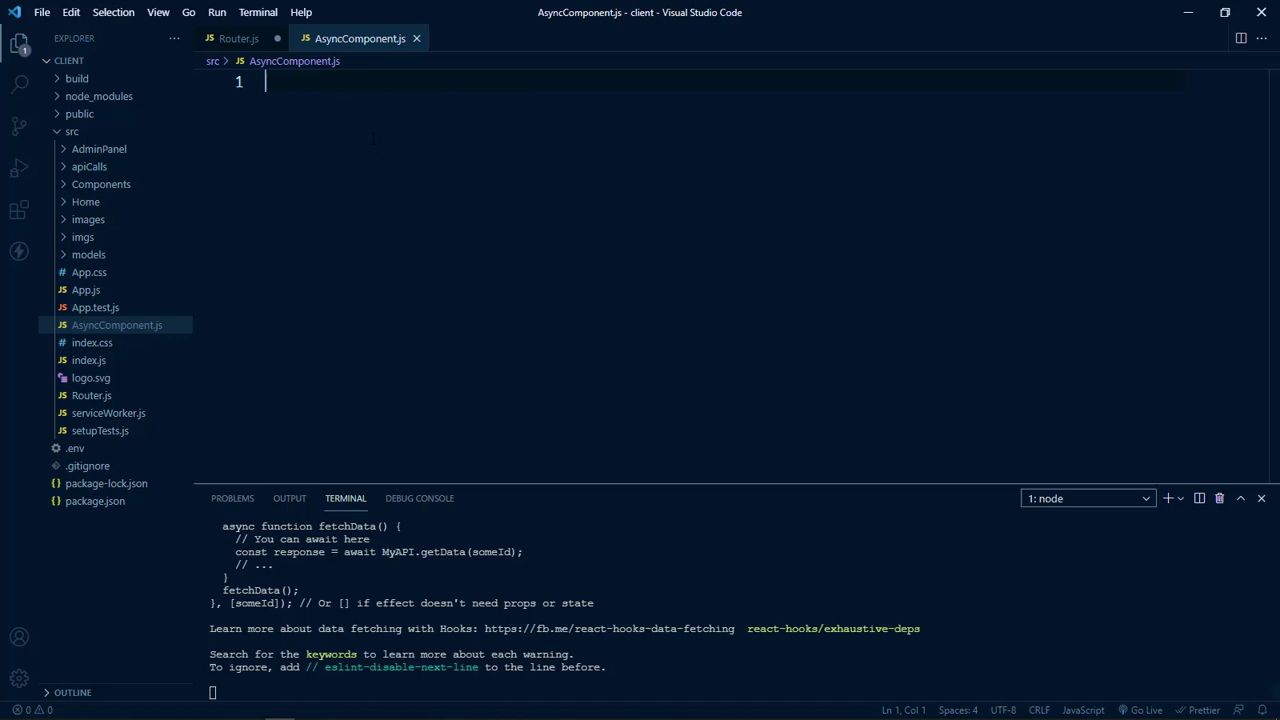 File Edit Selection View Go Run Terminal Help AsyncComponent.js - client - Visual Studio Code
EXPLORER
JS Router.js
JS AsyncComponent.js
CLIENT
src > JS AsyncComponent.js
1
build
node_modules
public
src
AdminPanel
apiCalls
Components
Home
images
imgs
models
# App.css
JS App.js
JS App.test.js
JS AsyncComponent.js
# index.css
JS index.js
logo.svg
JS Router.js
JS serviceWorker.js
JS setupTests.js
.env
.gitignore
{} package-lock.json
{} package.json
OUTLINE
1
PROBLEMS OUTPUT TERMINAL DEBUG CONSOLE 1: node
async function fetchData() {
// You can await here
const response = await MyAPI.getData(someId);
// ...
}
fetchData();
}, [someId]); // Or [] if effect doesn't need props or state
Learn more about data fetching with Hooks: https://fb.me/react-hooks-data-fetching react-hooks/exhaustive-deps
Search for the keywords to learn more about each warning.
To ignore, add // eslint-disable-next-line to the line before.
0 0 Ln 1, Col 1 Spaces: 4 UTF-8 CRLF JavaScript Go Live Prettier